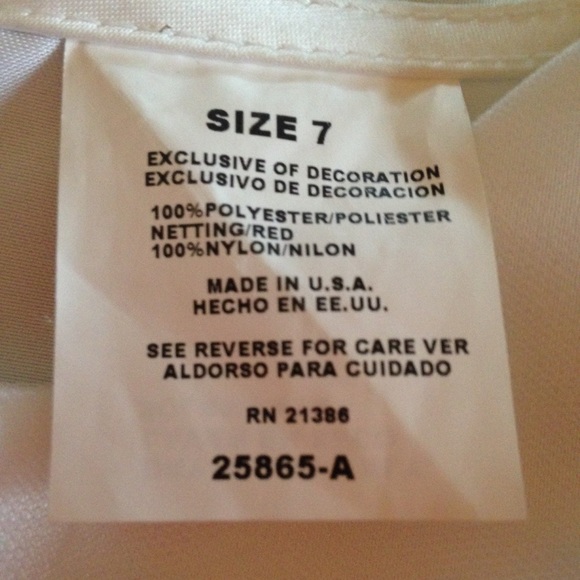 SIZE 7
EXCLUSIVE OF DECORATION
EXCLUSIVO DE DECORACION
100%POLYESTER/POLIESTER
NETTING/RED
100%NYLON/NILON
MADE IN U.S.A.
HECHO EN EE.UU.
SEE REVERSE FOR CARE VER
ALDORSO PARA CUIDADO
RN 21386
25865-A